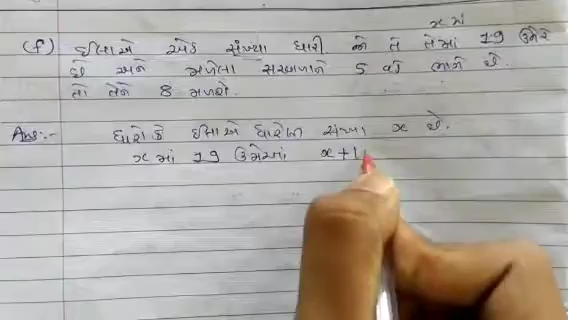 x માં
(f) ઈલાએ એક સંખ્યા ધારી જો તે તેમાં 19 ઉમેરે
છે અને મળેલા સરવાળાને 5 વડે ભાગે છે.
તો તેને 8 મળશે.
Ans:- ધારો કે ઈલાએ ધારેલ સંખ્યા x છે.
x માં 19 ઉમેરતાં x + 1